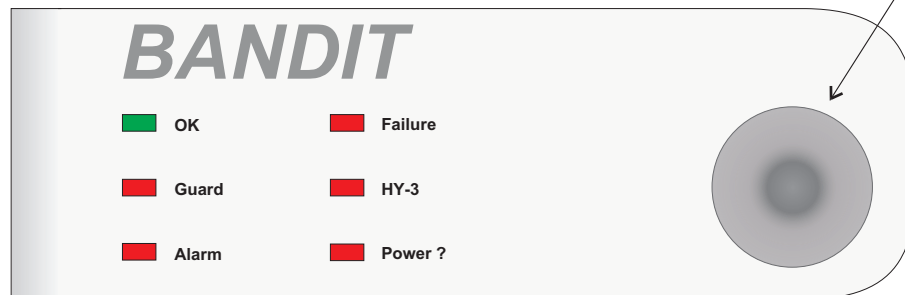 BANDIT
OK
Failure
Guard
HY-3
Alarm
Power ?